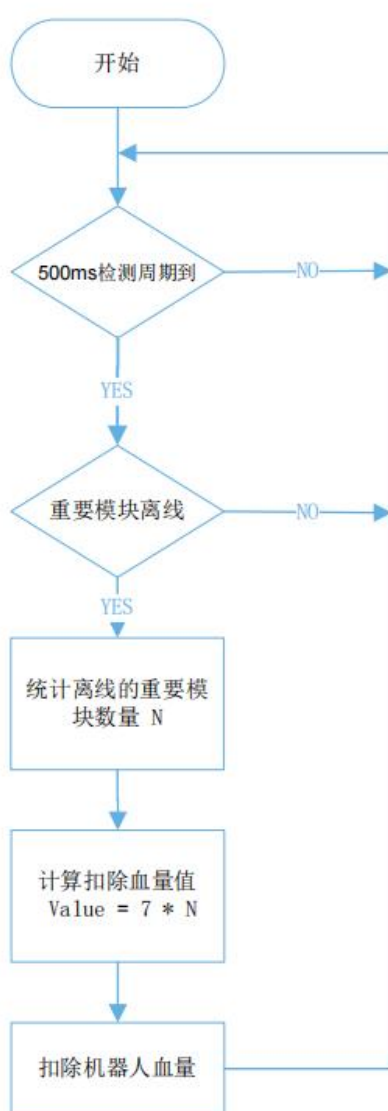 开始
500ms检测周期到
NO
YES
重要模块离线
NO
YES
统计离线的重要模
块数量 N
计算扣除血量值
Value = 7 * N
扣除机器人血量